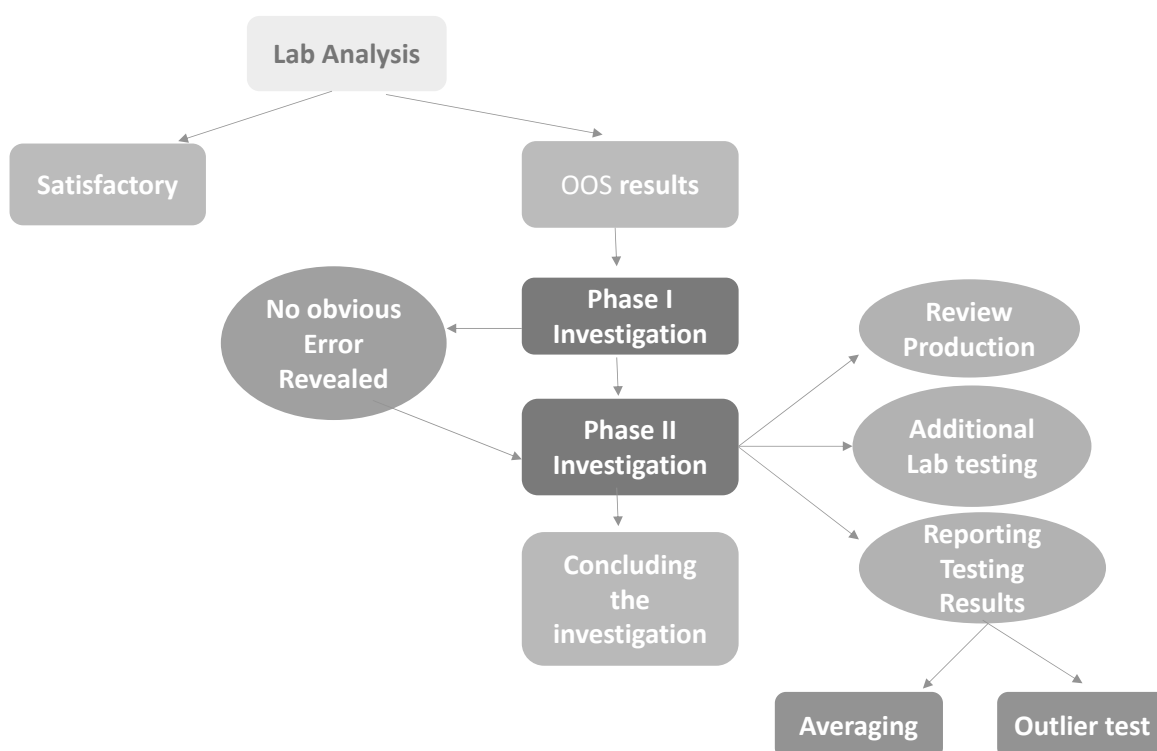 Lab Analysis
Satisfactory
OOS results
No obvious
Error
Revealed
Phase I
Investigation
Review
Production
Phase II
Investigation
Additional
Lab testing
Concluding
the
investigation
Reporting
Testing
Results
Averaging
Outlier test